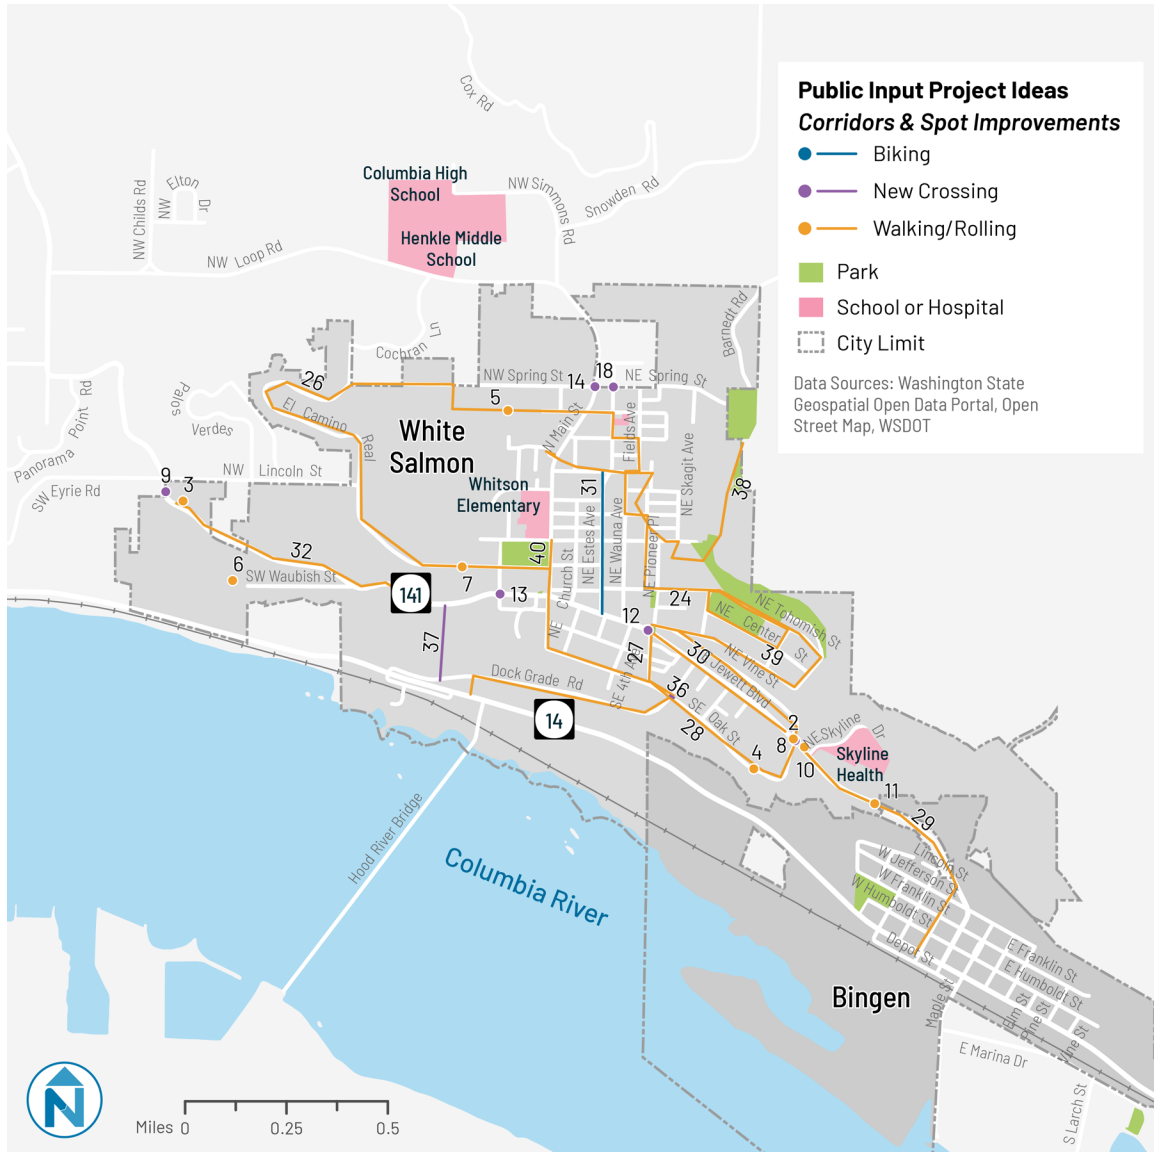 Public Input Project Ideas
Corridors & Spot Improvements
Biking
New Crossing
Walking/Rolling
Park
School or Hospital
City Limit
Data Sources: Washington State
Geospatial Open Data Portal, Open
Street Map, WSDOT
Cox Rd
Columbia High
School
Henkle Middle
School
NW Simmons Rd
Snowden Rd
NW Childs Rd
NW Elton Dr
NW Loop Rd
Barnedt Rd
Cochran Ln
NW Spring St
14
18
NE Spring St
26
5
El Camino Real
White
Salmon
N Main St
Fields Ave
NE Skagit Ave
Palos
Verdes
Point Rd
Panorama
SW Eyrie Rd
NW Lincoln St
9
3
Whitson
Elementary
31
38
NE Estes Ave
NE Wauna Ave
NE Pioneer Pl
40
NE Church St
32
6
SW Waubish St
141
7
13
24
12
NE Tohomish St
NE Center St
39
37
27
30
NE Vine St
Jewett Blvd
SE 4th Ave
Dock Grade Rd
36
SE Oak St
28
14
2
8
NE Skyline Dr
4
10
Skyline
Health
11
29
Hood River Bridge
Columbia River
Lincoln St
W Jefferson St
W Franklin St
W Humboldt St
Depot St
E Franklin St
E Humboldt St
Maple St
Elm St
Pine St
Bingen
E Marina Dr
S Larch St
N
Miles 0 0.25 0.5